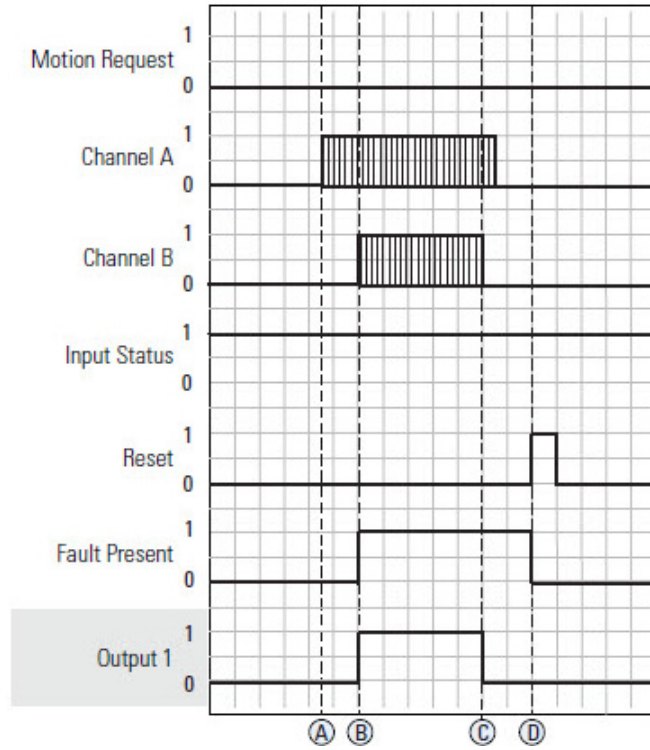 1
Motion Request
0
1
Channel A
0
1
Channel B
0
1
Input Status
0
1
Reset
0
1
Fault Present
0
1
Output 1
0
Ⓐ Ⓑ Ⓒ Ⓓ